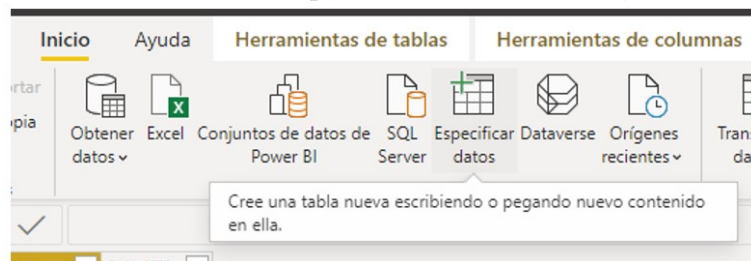 Inicio Ayuda Herramientas de tablas Herramientas de columnas
Obtener datos
Excel
Conjuntos de datos de Power BI
SQL Server
Especificar datos
Dataverse
Orígenes recientes
Cree una tabla nueva escribiendo o pegando nuevo contenido
en ella.